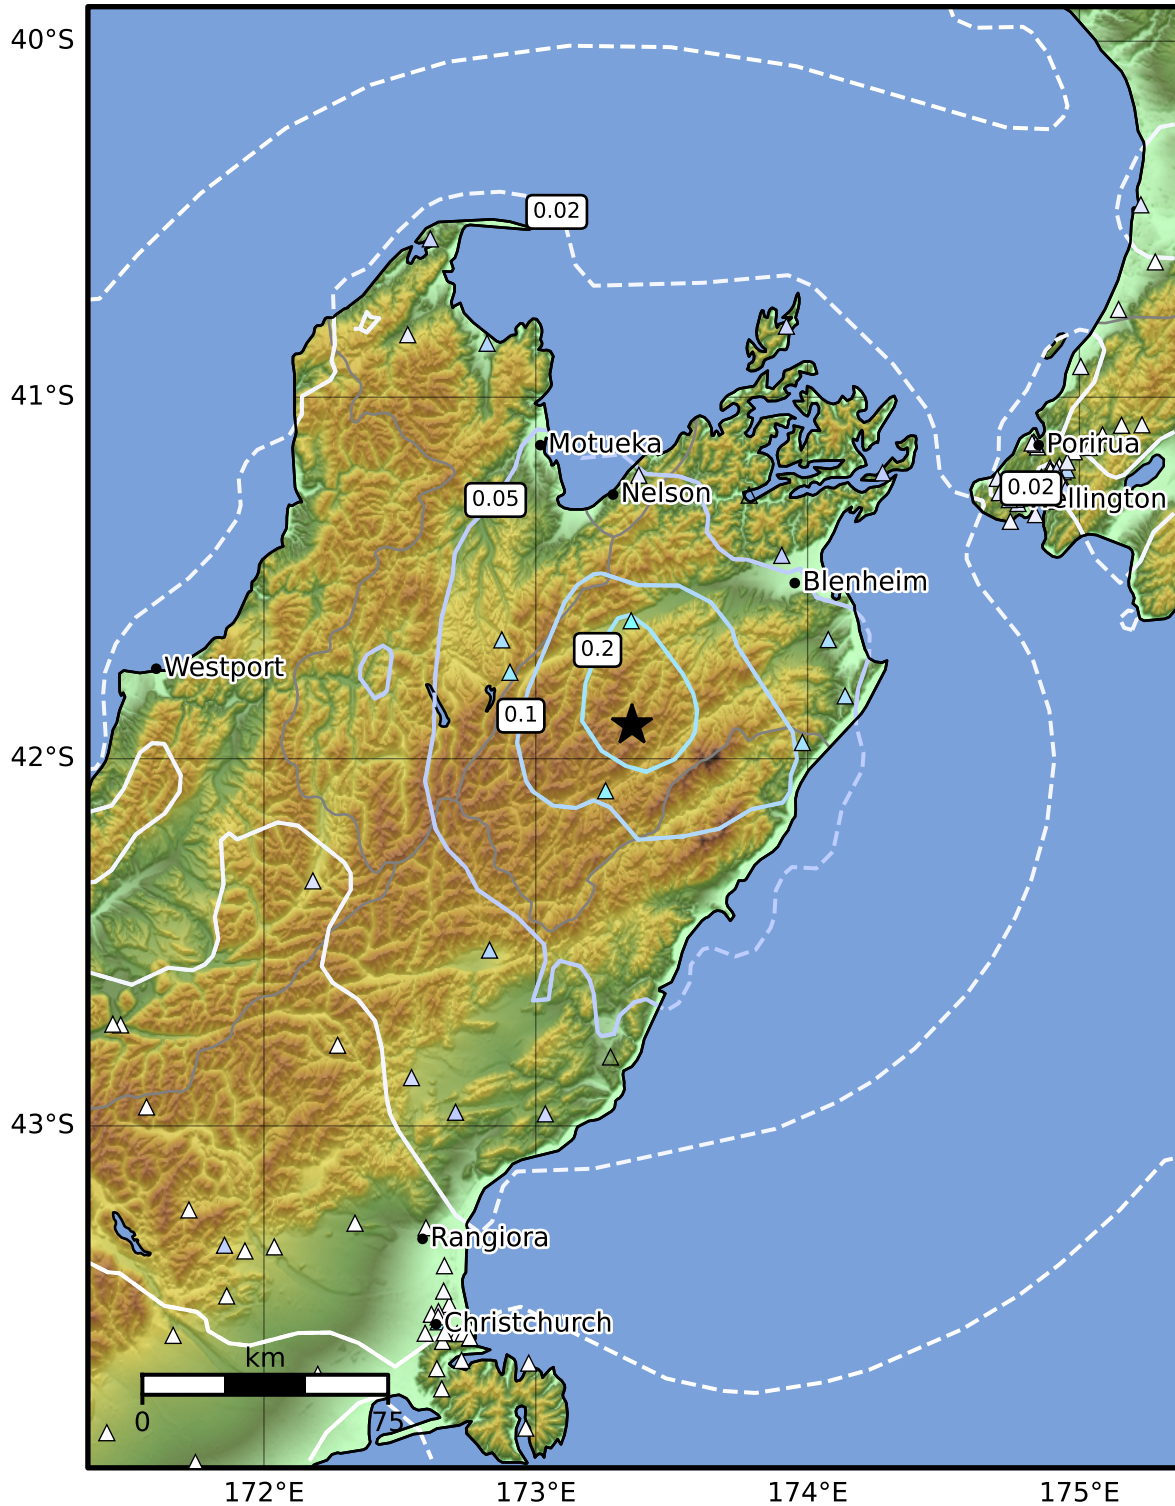 40°S
0.02
41°S
Motueka
Porirua
Nelson
0.05
0.02
ellington
Blenheim
0.2
Westport
0.1
42°S
43°S
Rangiora
Christchurch
km
0
75
172°E
173°E
174°E
175°E